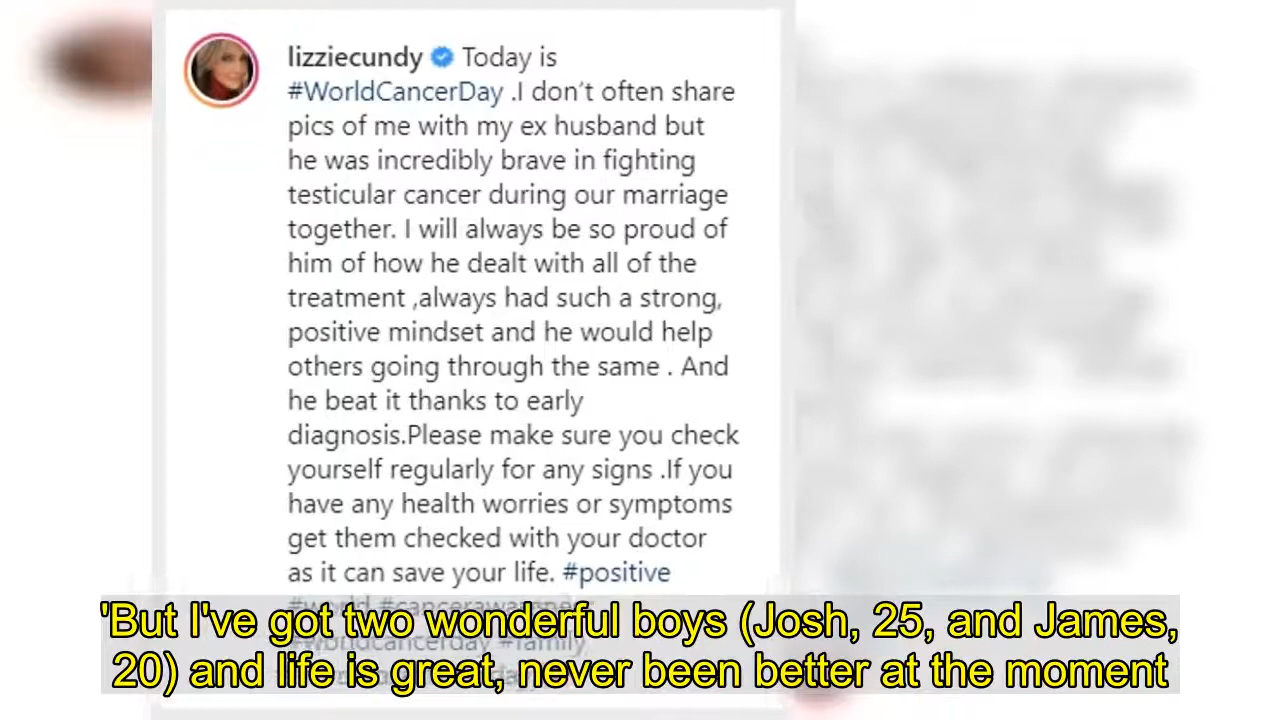 lizziecundy Today is
#WorldCancerDay .I don't often share
pics of me with my ex husband but
he was incredibly brave in fighting
testicular cancer during our marriage
together. I will always be so proud of
him of how he dealt with all of the
treatment ,always had such a strong,
positive mindset and he would help
others going through the same . And
he beat it thanks to early
diagnosis.Please make sure you check
yourself regularly for any signs .If you
have any health worries or symptoms
get them checked with your doctor
as it can save your life. #positive
#worldcancerday #family
'But I've got two wonderful boys (Josh, 25, and James,
20) and life is great, never been better at the moment